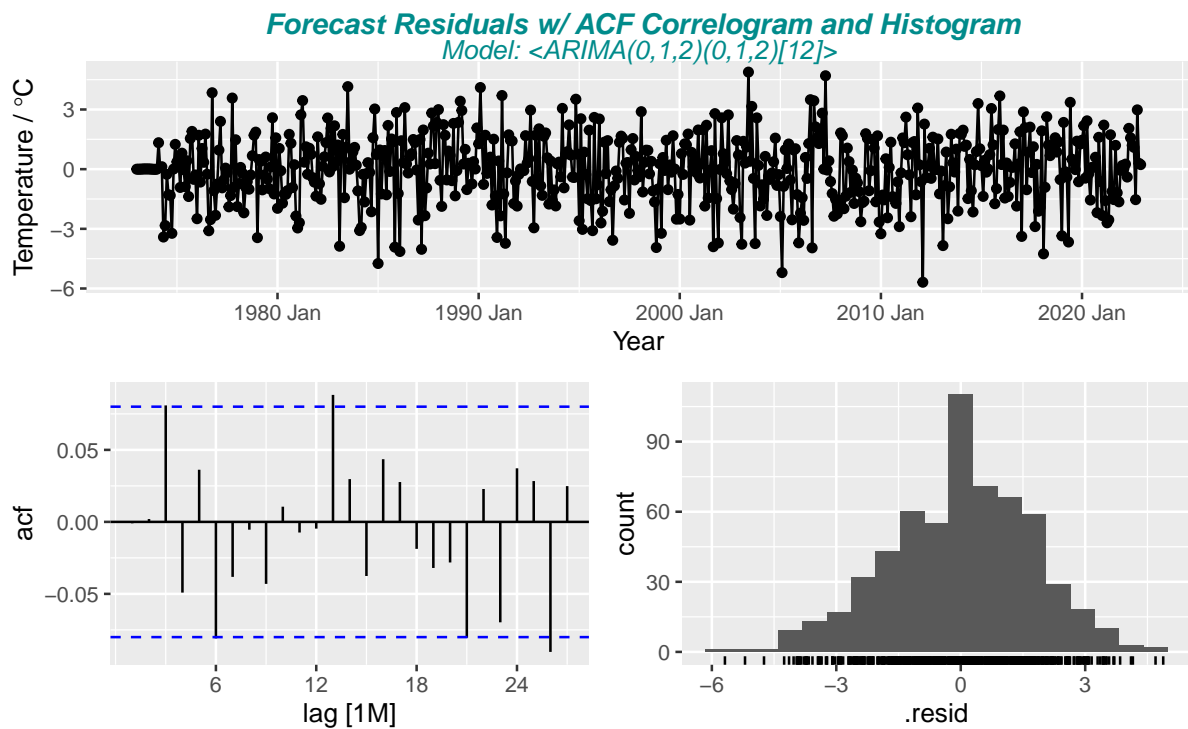 Forecast Residuals w/ ACF Correlogram and Histogram
Model: <ARIMA(0,1,2)(0,1,2)[12]>
Temperature / °C
3
0
−3
−6
1980 Jan
1990 Jan
2000 Jan
2010 Jan
2020 Jan
Year
acf
0.05
0.00
−0.05
6
12
18
24
lag [1M]
count
90
60
30
0
−6
−3
0
3
.resid